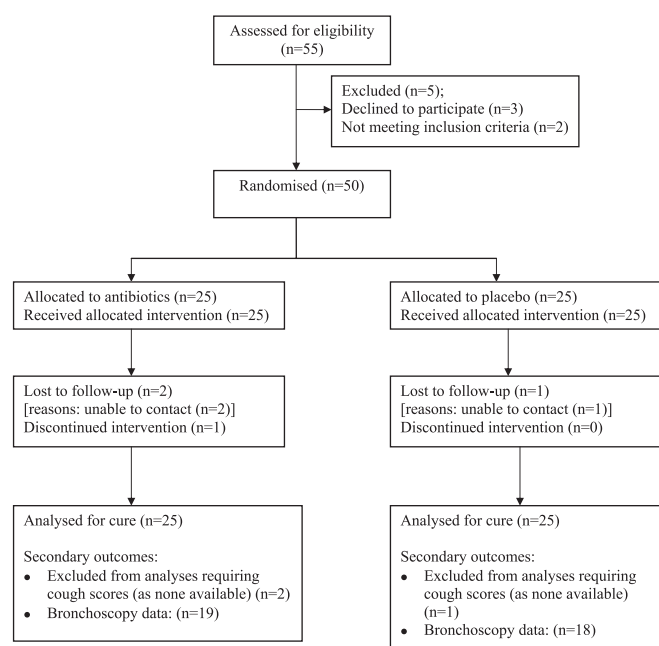 Assessed for eligibility
(n=55)
Excluded (n=5);
Declined to participate (n=3)
Not meeting inclusion criteria (n=2)
Randomised (n=50)
Allocated to antibiotics (n=25)
Received allocated intervention (n=25)
Allocated to placebo (n=25)
Received allocated intervention (n=25)
Lost to follow-up (n=2)
[reasons: unable to contact (n=2)]
Discontinued intervention (n=1)
Lost to follow-up (n=1)
[reasons: unable to contact (n=1)]
Discontinued intervention (n=0)
Analysed for cure (n=25)
Secondary outcomes:
• Excluded from analyses requiring
cough scores (as none available) (n=2)
• Bronchoscopy data: (n=19)
Analysed for cure (n=25)
Secondary outcomes:
• Excluded from analyses requiring
cough scores (as none available)
(n=1)
• Bronchoscopy data: (n=18)